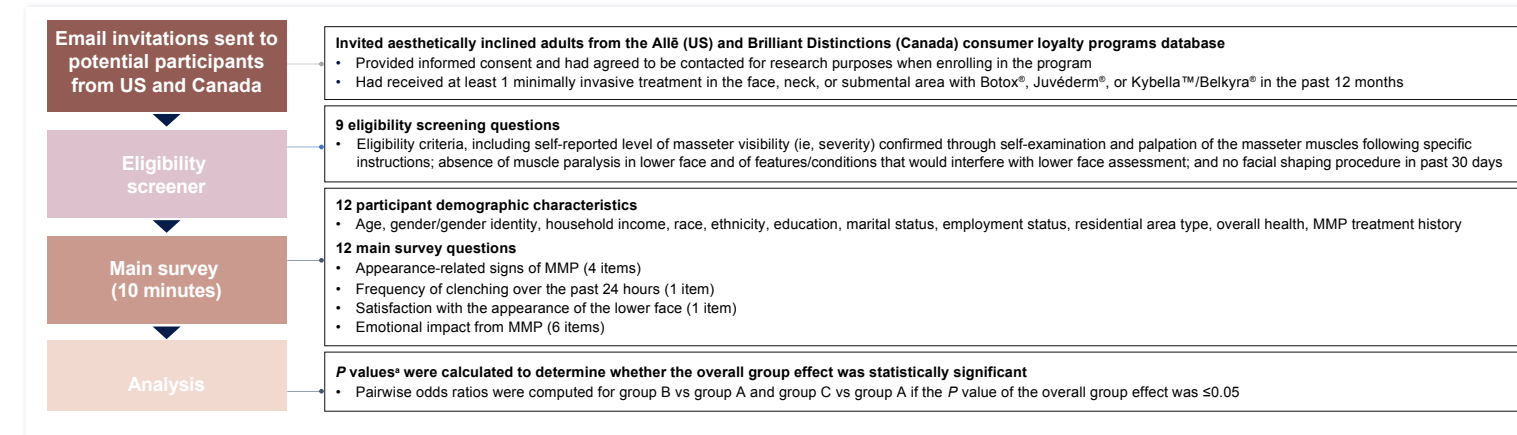 Email invitations sent to
potential participants
from US and Canada
Invited aesthetically inclined adults from the Allē (US) and Brilliant Distinctions (Canada) consumer loyalty programs database
• Provided informed consent and had agreed to be contacted for research purposes when enrolling in the program
• Had received at least 1 minimally invasive treatment in the face, neck, or submental area with Botox®, Juvéderm®, or Kybella™/Belkyra® in the past 12 months
Eligibility
screener
9 eligibility screening questions
• Eligibility criteria, including self-reported level of masseter visibility (ie, severity) confirmed through self-examination and palpation of the masseter muscles following specific
instructions; absence of muscle paralysis in lower face and of features/conditions that would interfere with lower face assessment; and no facial shaping procedure in past 30 days
Main survey
(10 minutes)
12 participant demographic characteristics
• Age, gender/gender identity, household income, race, ethnicity, education, marital status, employment status, residential area type, overall health, MMP treatment history
12 main survey questions
• Appearance-related signs of MMP (4 items)
• Frequency of clenching over the past 24 hours (1 item)
• Satisfaction with the appearance of the lower face (1 item)
• Emotional impact from MMP (6 items)
Analysis
P valuesᵃ were calculated to determine whether the overall group effect was statistically significant
• Pairwise odds ratios were computed for group B vs group A and group C vs group A if the P value of the overall group effect was ≤0.05